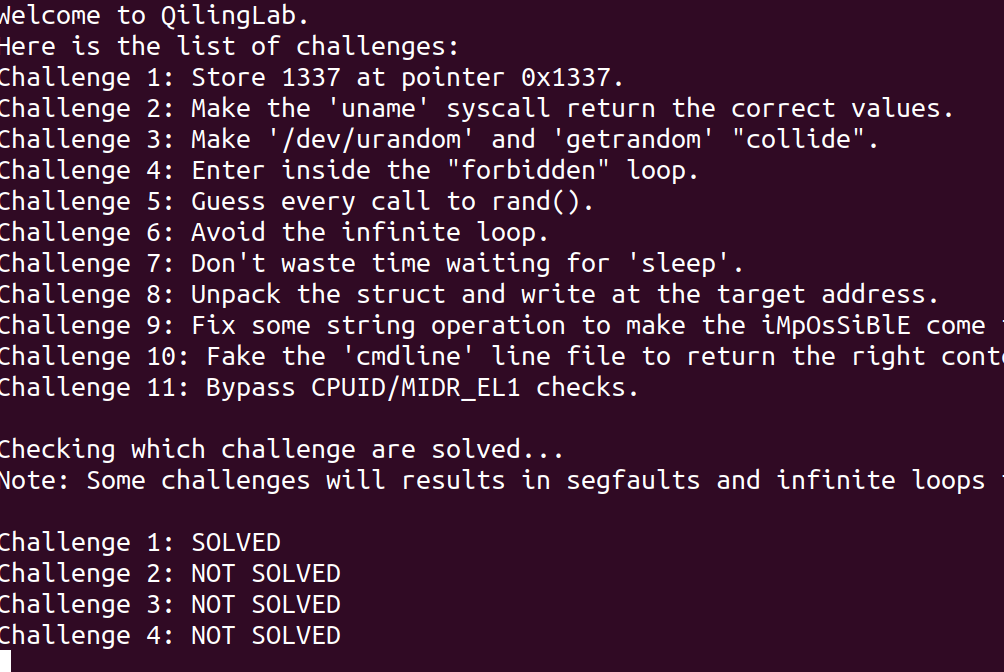 Welcome to QilingLab.
Here is the list of challenges:
Challenge 1: Store 1337 at pointer 0x1337.
Challenge 2: Make the 'uname' syscall return the correct values.
Challenge 3: Make '/dev/urandom' and 'getrandom' "collide".
Challenge 4: Enter inside the "forbidden" loop.
Challenge 5: Guess every call to rand().
Challenge 6: Avoid the infinite loop.
Challenge 7: Don't waste time waiting for 'sleep'.
Challenge 8: Unpack the struct and write at the target address.
Challenge 9: Fix some string operation to make the iMpOsSiBlE come
Challenge 10: Fake the 'cmdline' line file to return the right
Challenge 11: Bypass CPUID/MIDR_EL1 checks.
Checking which challenge are solved...
Note: Some challenges will results in segfaults and infinite loops
Challenge 1: SOLVED
Challenge 2: NOT SOLVED
Challenge 3: NOT SOLVED
Challenge 4: NOT SOLVED